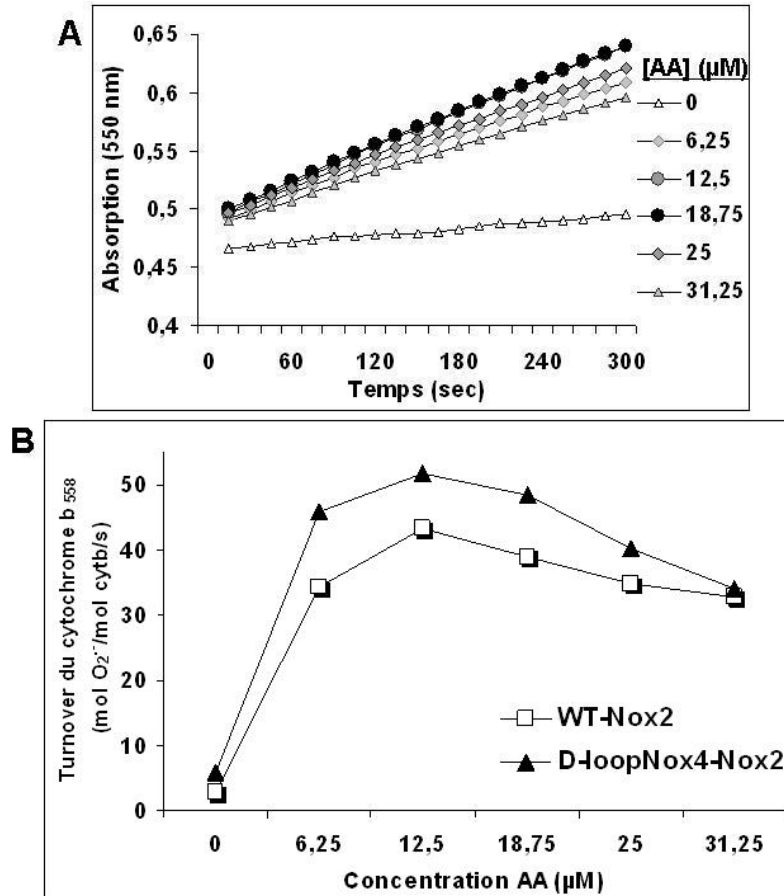 A
0,65
0,6
0,55
0,5
0,45
0,4
Absorption (550 nm)
0 60 120 180 240 300
Temps (sec)
[AA] (µM)
0
6,25
12,5
18,75
25
31,25
B
Turnover du cytochrome b 558
(mol O₂·⁻/mol cytb/s)
50
40
30
20
10
0
WT-Nox2
D-loopNox4-Nox2
0 6,25 12,5 18,75 25 31,25
Concentration AA (µM)